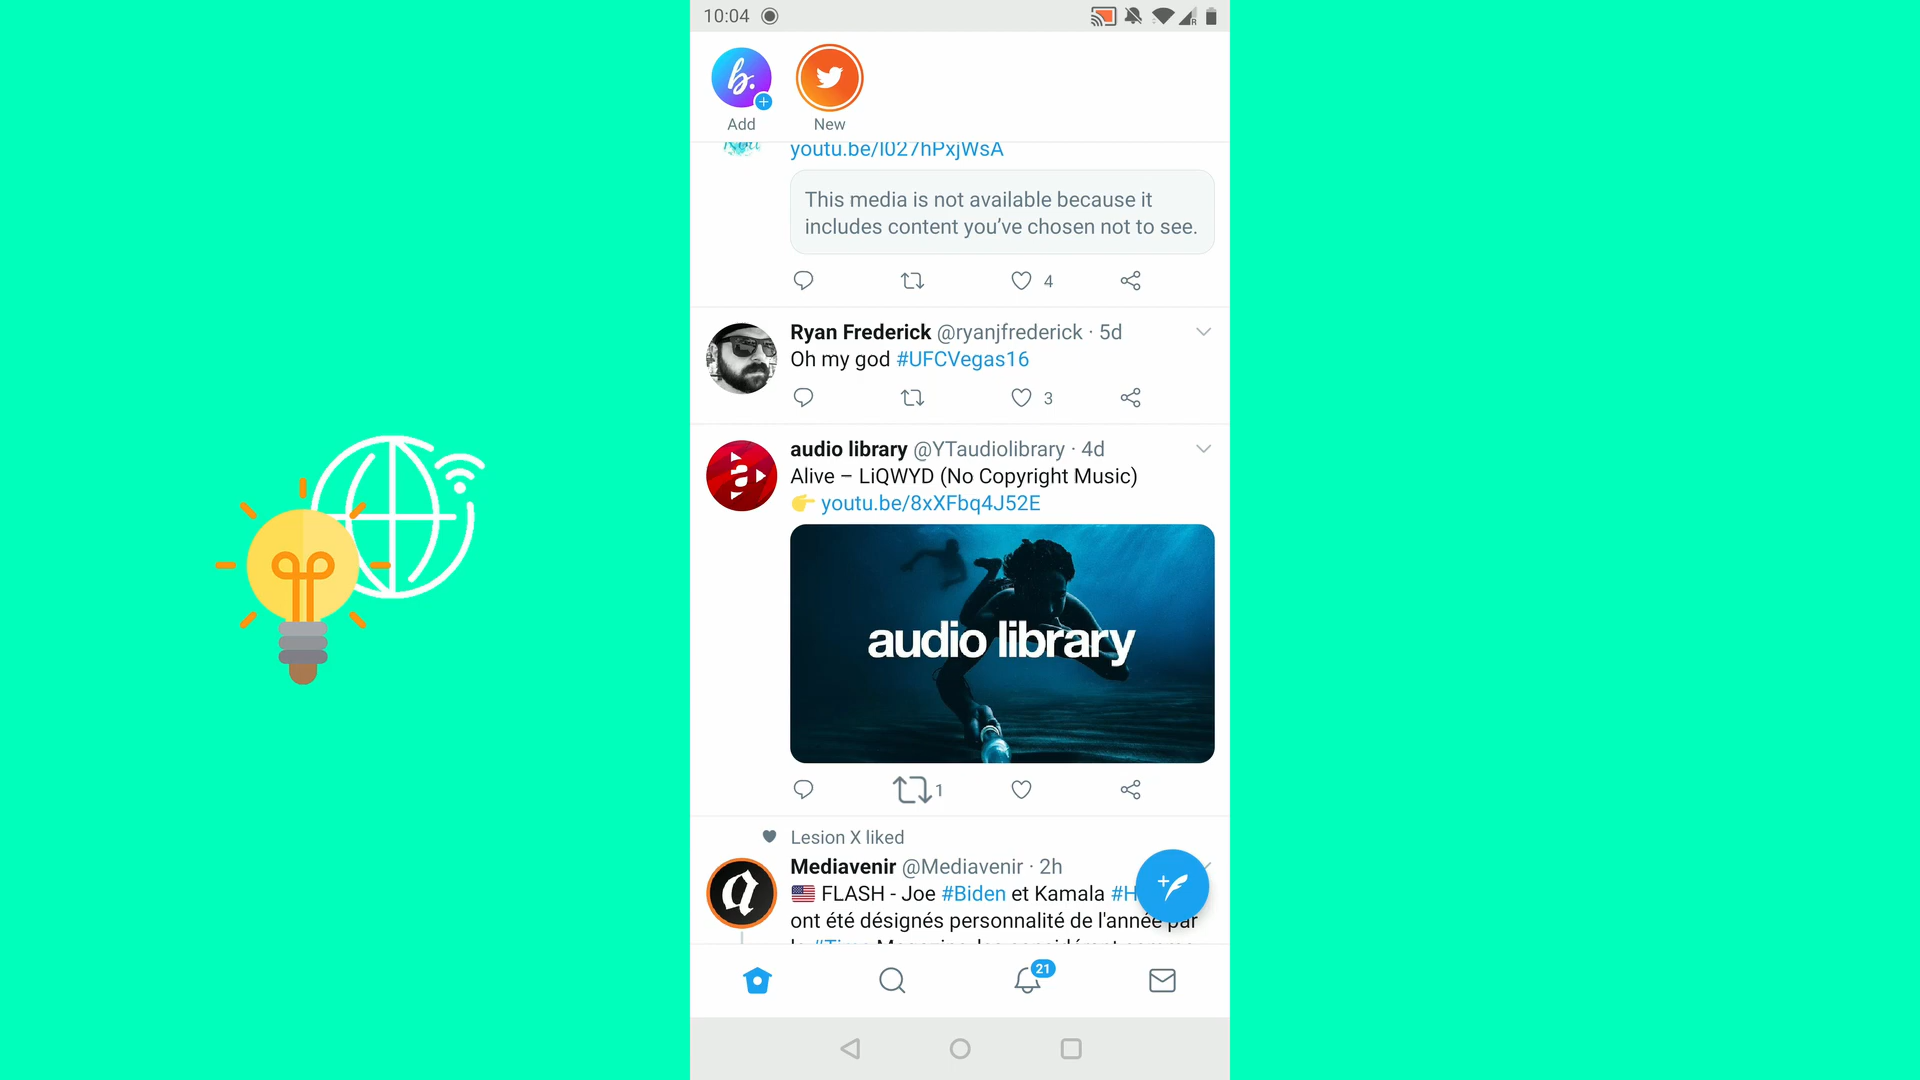 10:04
b.
Add
New
youtu.be/I027hPxjWsA
This media is not available because it
includes content you've chosen not to see.
4
Ryan Frederick @ryanjfrederick · 5d
Oh my god #UFCVegas16
3
audio library @YTaudiolibrary · 4d
Alive – LiQWYD (No Copyright Music)
👉 youtu.be/8xXFbq4J52E
audio library
1
Lesion X liked
Mediavenir @Mediavenir · 2h
🇺🇸 FLASH - Joe #Biden et Kamala #H
ont été désignés personnalité de l'année par
21